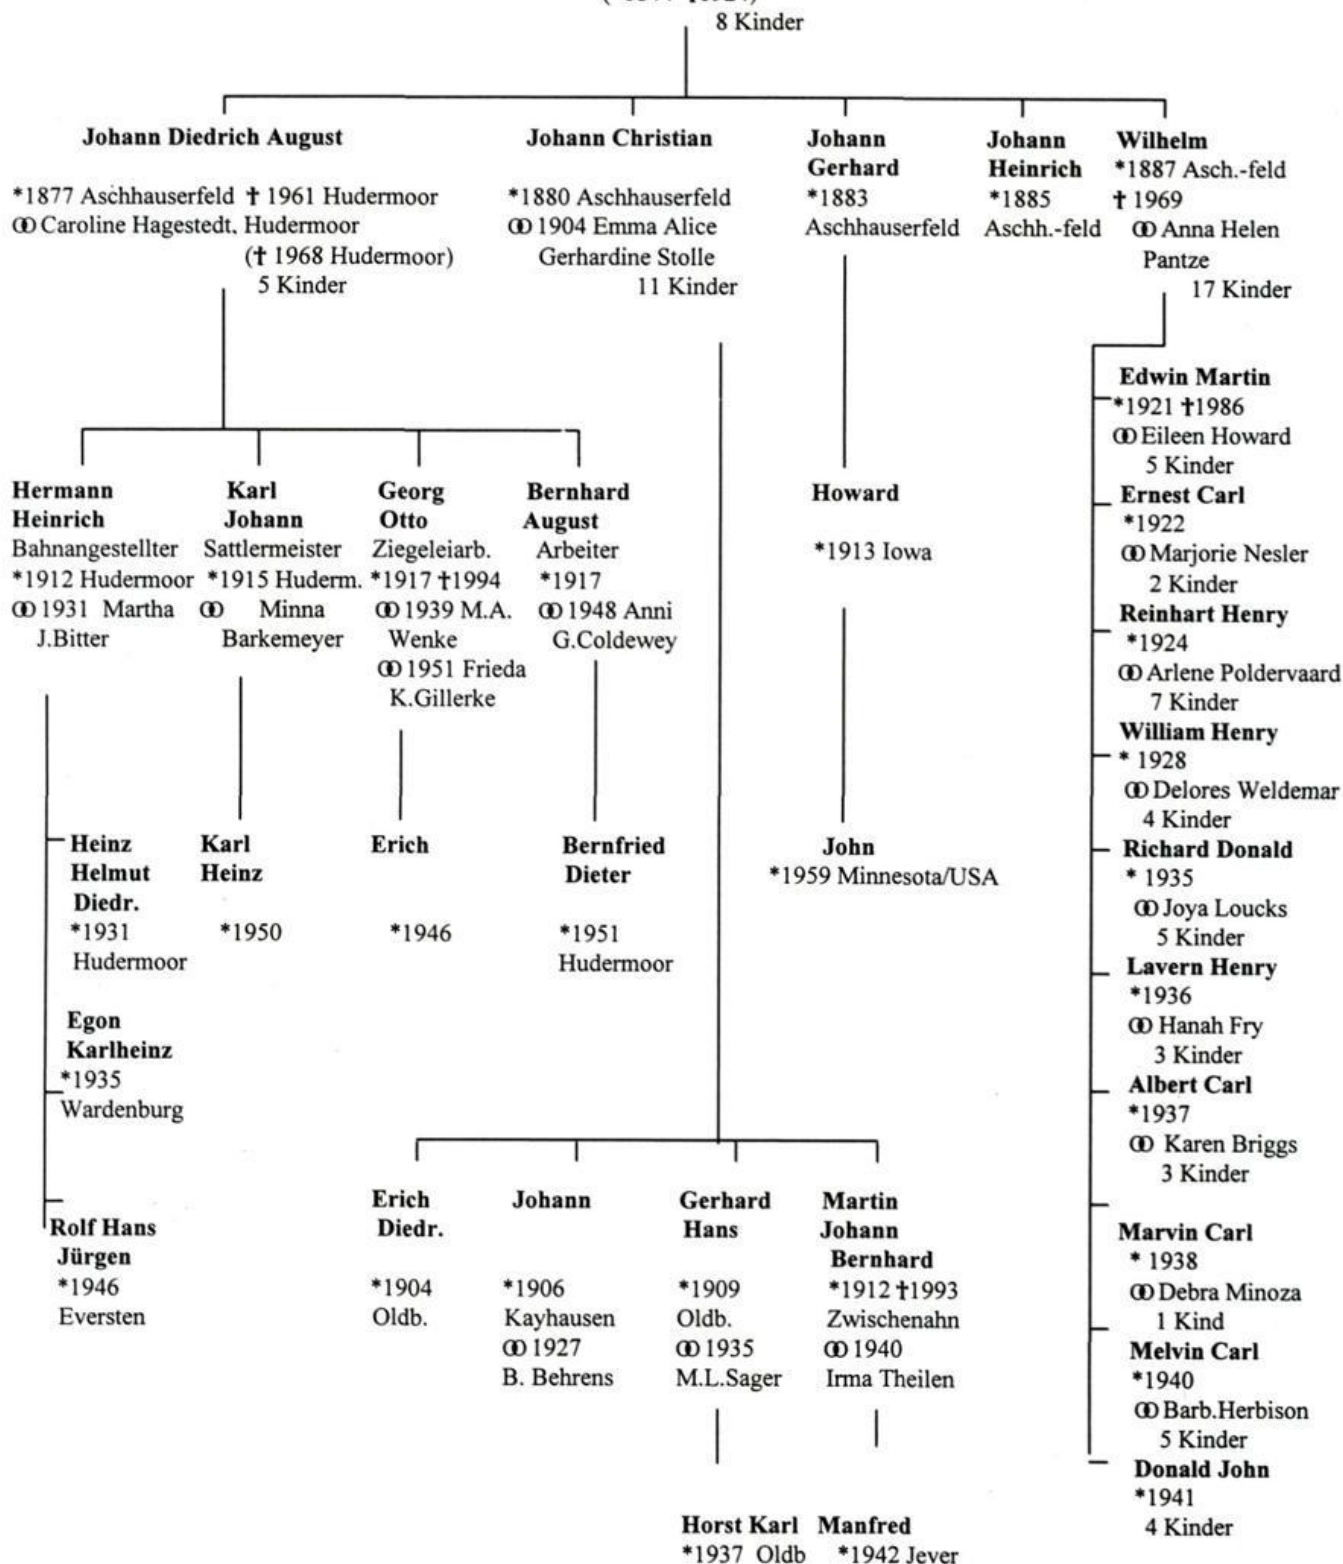 8 Kinder
Johann Diedrich August
*1877 Aschhauserfeld † 1961 Hudermoor
⚭ Caroline Hagestedt, Hudermoor
(† 1968 Hudermoor)
5 Kinder
Johann Christian
*1880 Aschhauserfeld
⚭ 1904 Emma Alice
Gerhardine Stolle
11 Kinder
Johann
Gerhard
*1883
Aschhauserfeld
Johann
Heinrich
*1885
Aschh.-feld
Wilhelm
*1887 Asch.-feld
† 1969
⚭ Anna Helen
Pantze
17 Kinder
Hermann
Heinrich
Bahnangestellter
*1912 Hudermoor
⚭ 1931 Martha
J.Bitter
Karl
Johann
Sattlermeister
*1915 Huderm.
⚭ Minna
Barkemeyer
Georg
Otto
Ziegeleiarb.
*1917 †1994
⚭ 1939 M.A.
Wenke
⚭ 1951 Frieda
K.Gillerke
Bernhard
August
Arbeiter
*1917
⚭ 1948 Anni
G.Coldewey
Howard
*1913 Iowa
Edwin Martin
*1921 †1986
⚭ Eileen Howard
5 Kinder
Ernest Carl
*1922
⚭ Marjorie Nesler
2 Kinder
Reinhart Henry
*1924
⚭ Arlene Poldervaard
7 Kinder
William Henry
* 1928
⚭ Delores Weldemar
4 Kinder
Richard Donald
* 1935
⚭ Joya Loucks
5 Kinder
Lavern Henry
*1936
⚭ Hanah Fry
3 Kinder
Albert Carl
*1937
⚭ Karen Briggs
3 Kinder
Marvin Carl
* 1938
⚭ Debra Minoza
1 Kind
Melvin Carl
*1940
⚭ Barb.Herbison
5 Kinder
Donald John
*1941
4 Kinder
Heinz
Helmut
Diedr.
*1931
Hudermoor
Karl
Heinz
*1950
Erich
*1946
Bernfried
Dieter
*1951
Hudermoor
John
*1959 Minnesota/USA
Egon
Karlheinz
*1935
Wardenburg
Rolf Hans
Jürgen
*1946
Eversten
Erich
Diedr.
*1904
Oldb.
Johann
*1906
Kayhausen
⚭ 1927
B. Behrens
Gerhard
Hans
*1909
Oldb.
⚭ 1935
M.L.Sager
Martin
Johann
Bernhard
*1912 †1993
Zwischenahn
⚭ 1940
Irma Theilen
Horst Karl
*1937 Oldb
Manfred
*1942 Jever